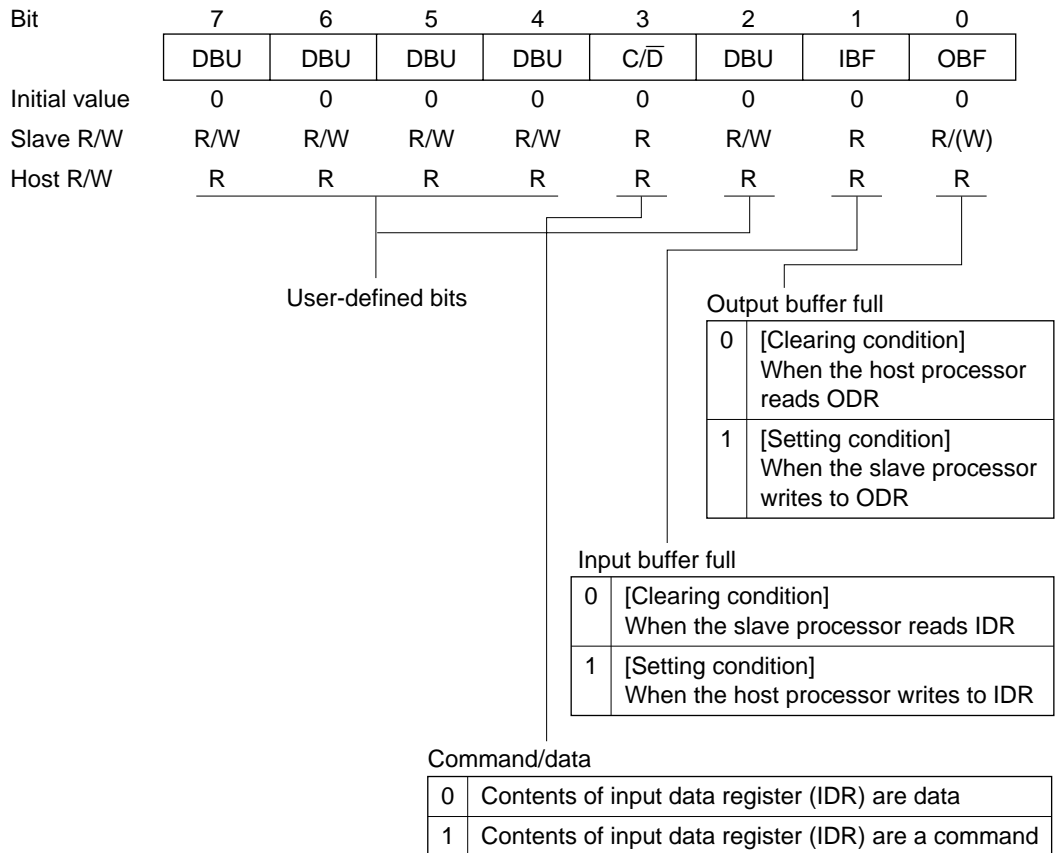 Bit 7 6 5 4 3 2 1 0
DBU DBU DBU DBU C/D̅ DBU IBF OBF
Initial value 0 0 0 0 0 0 0 0
Slave R/W R/W R/W R/W R/W R R/W R R/(W)
Host R/W R R R R R R R R
User-defined bits
Output buffer full
0 [Clearing condition]
When the host processor
reads ODR
1 [Setting condition]
When the slave processor
writes to ODR
Input buffer full
0 [Clearing condition]
When the slave processor reads IDR
1 [Setting condition]
When the host processor writes to IDR
Command/data
0 Contents of input data register (IDR) are data
1 Contents of input data register (IDR) are a command